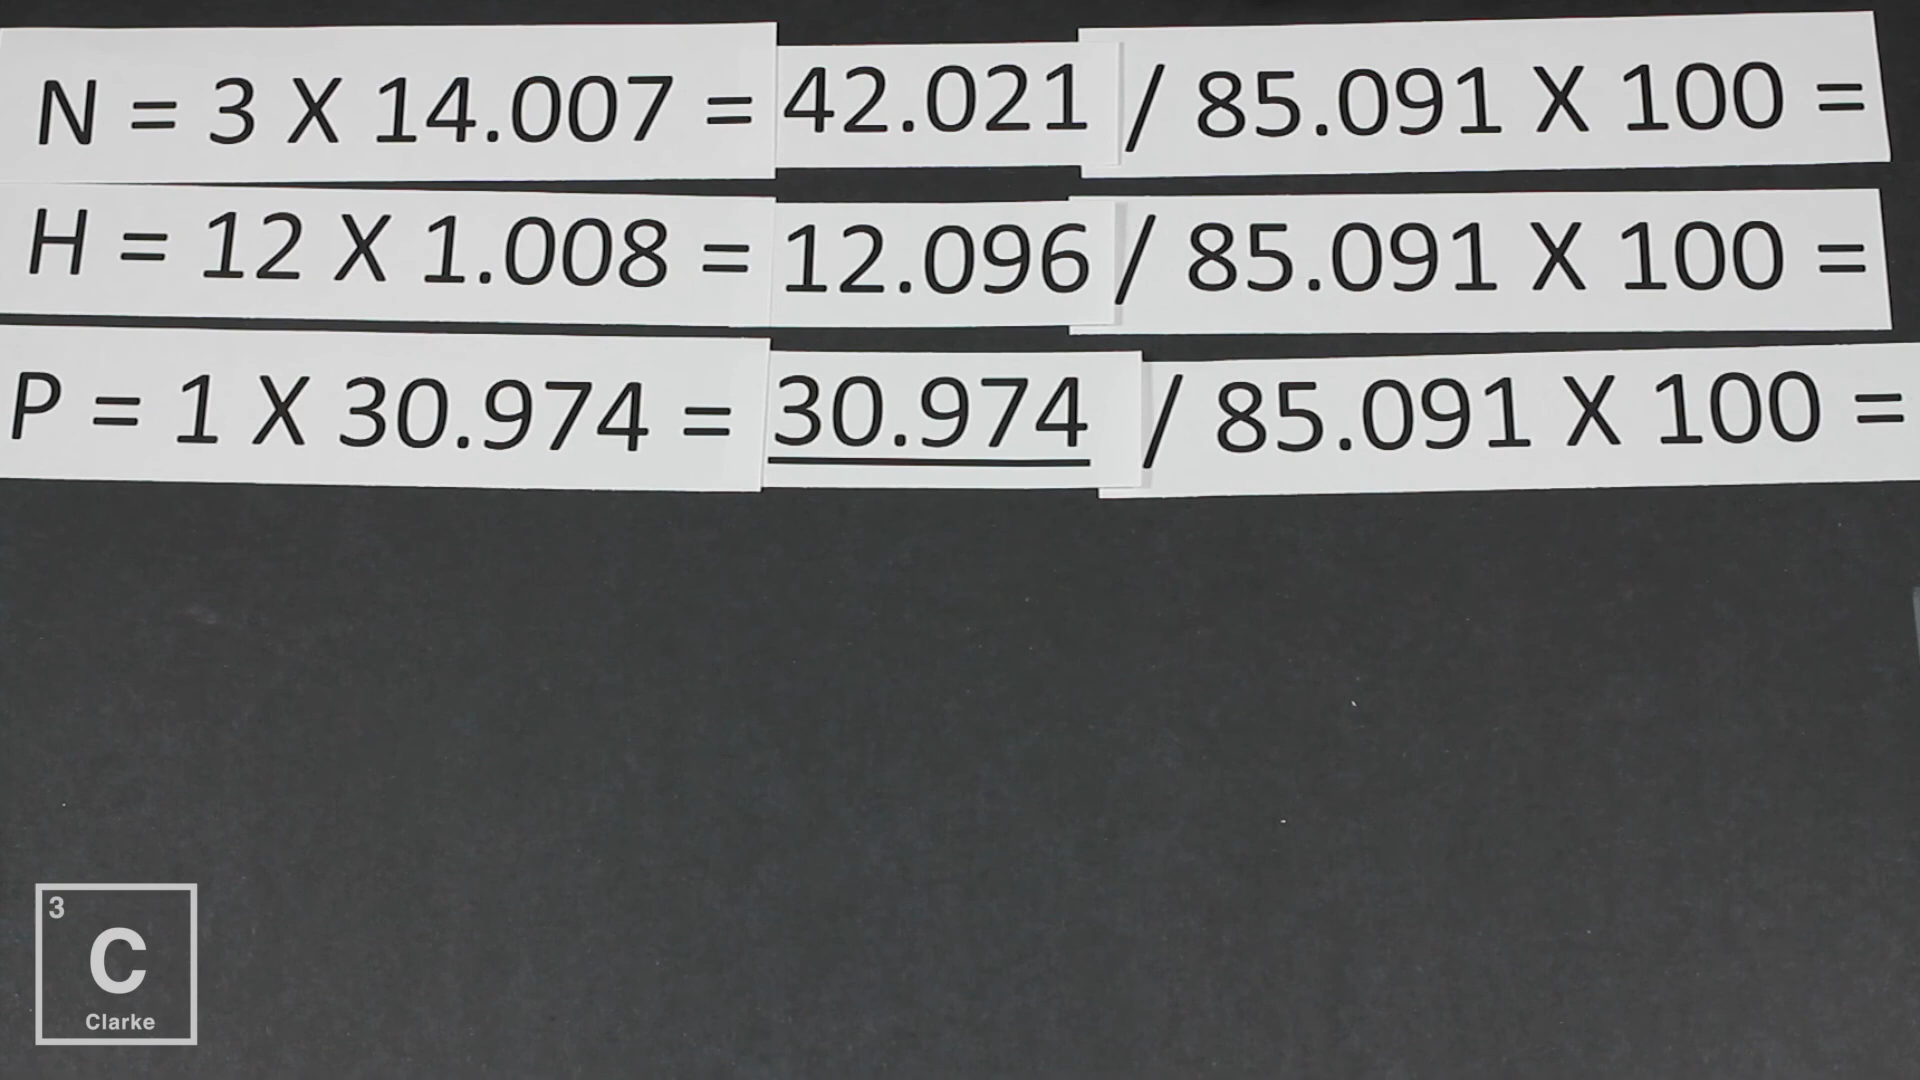 N = 3 X 14.007 = 42.021 / 85.091 X 100 =
H = 12 X 1.008 = 12.096 / 85.091 X 100 =
P = 1 X 30.974 = 30.974 / 85.091 X 100 =
3
C
Clarke